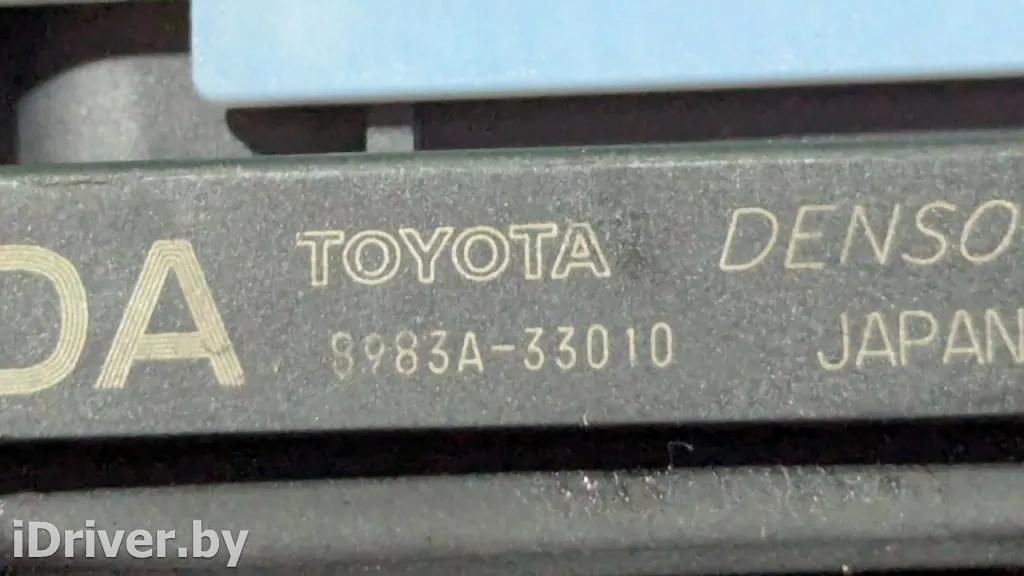 DA TOYOTA DENSO
8983A-33010 JAPAN
iDriver.by